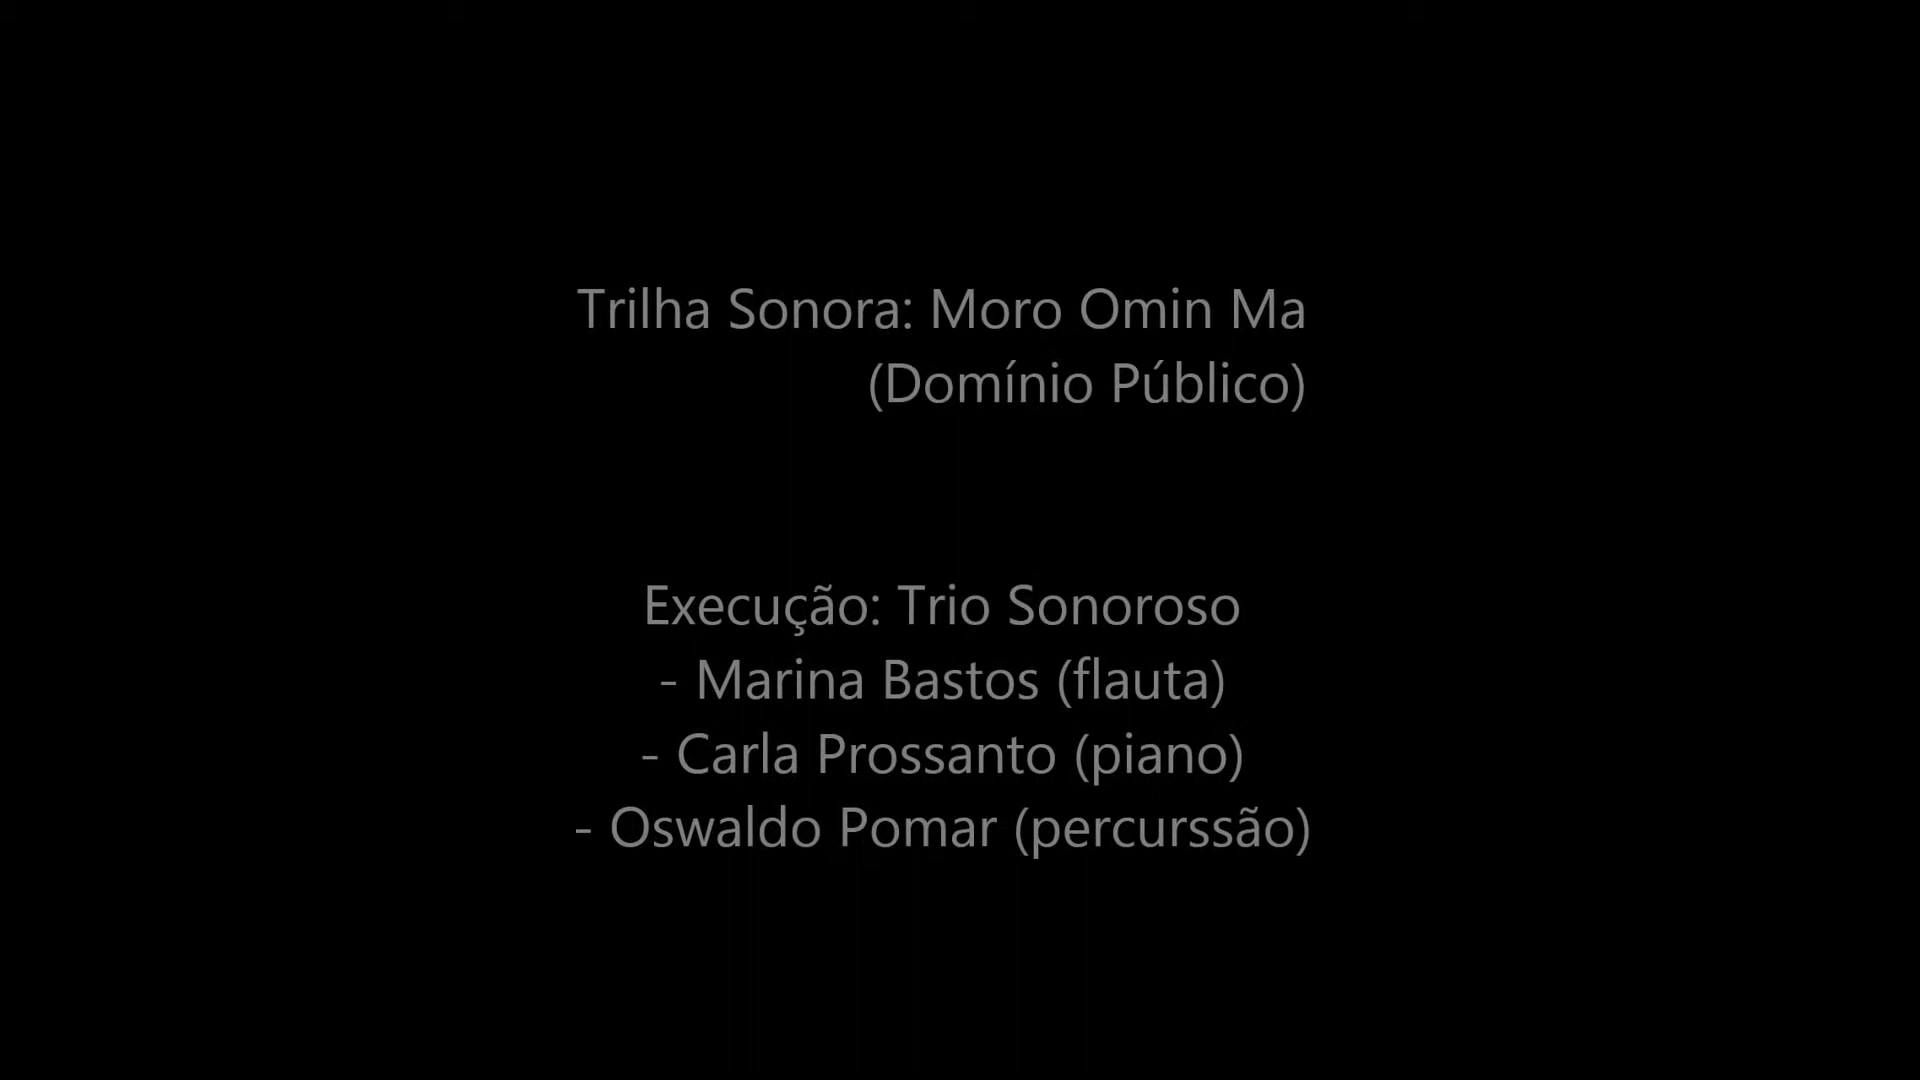 Trilha Sonora: Moro Omin Ma
(Domínio Público)
Execução: Trio Sonoroso
- Marina Bastos (flauta)
- Carla Prossanto (piano)
- Oswaldo Pomar (percurssão)